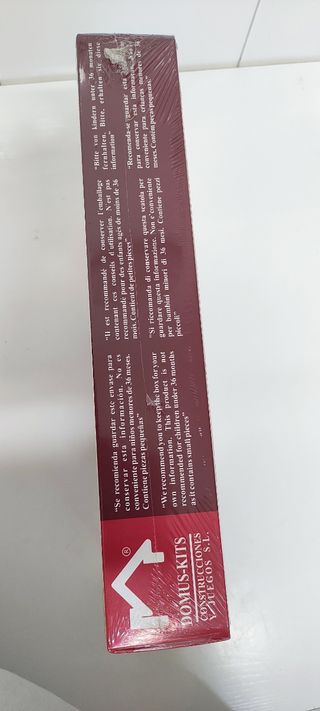 ®
DOMUS-KITS
CONSTRUCCIONES
Y JUEGOS S.L.
"Se recomienda guardar este envase para
conservar esta información. No es
conveniente para niños menores de 36 meses.
Contiene piezas pequeñas"
"We recommend you to keep the box for your
own information. This product is not
recommended for children under 36 months
as it contains small pieces"
"Il est recommandé de conserver l'emballage
contenant ces conseils d'utilisation. N'est pas
recommandé pour des enfants agés de moins de 36
mois. Contient de petites pieces"
"Si riccomanda di conservare questa scatola per
guardare questa informazione. Non c'conveniente
per bambini minori di 36 mesi. Contiene pezzi
piccoli"
"Bitte von kindern unter 36 monaten
fernhalten. Bitte, erhalten sie diese
information"
"Recomenda-se guardar esta
para conservar esta
conveniente para crianças menores de 36
meses. Contém peças pequenas."